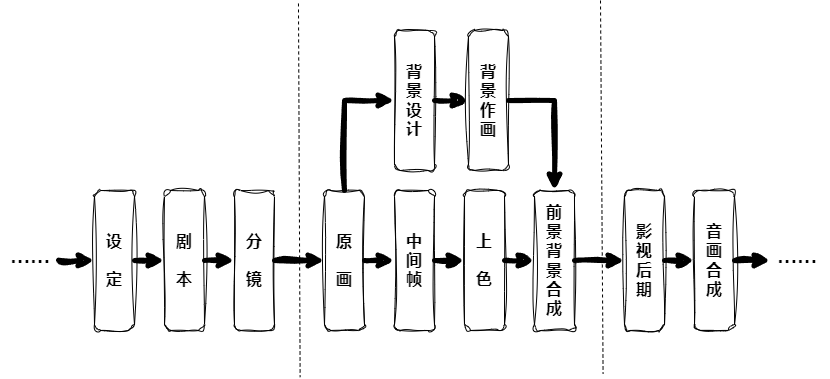 背景设计
背景作画
……
设定
剧本
分镜
原画
中间帧
上色
前景背景合成
影视后期
音画合成
……